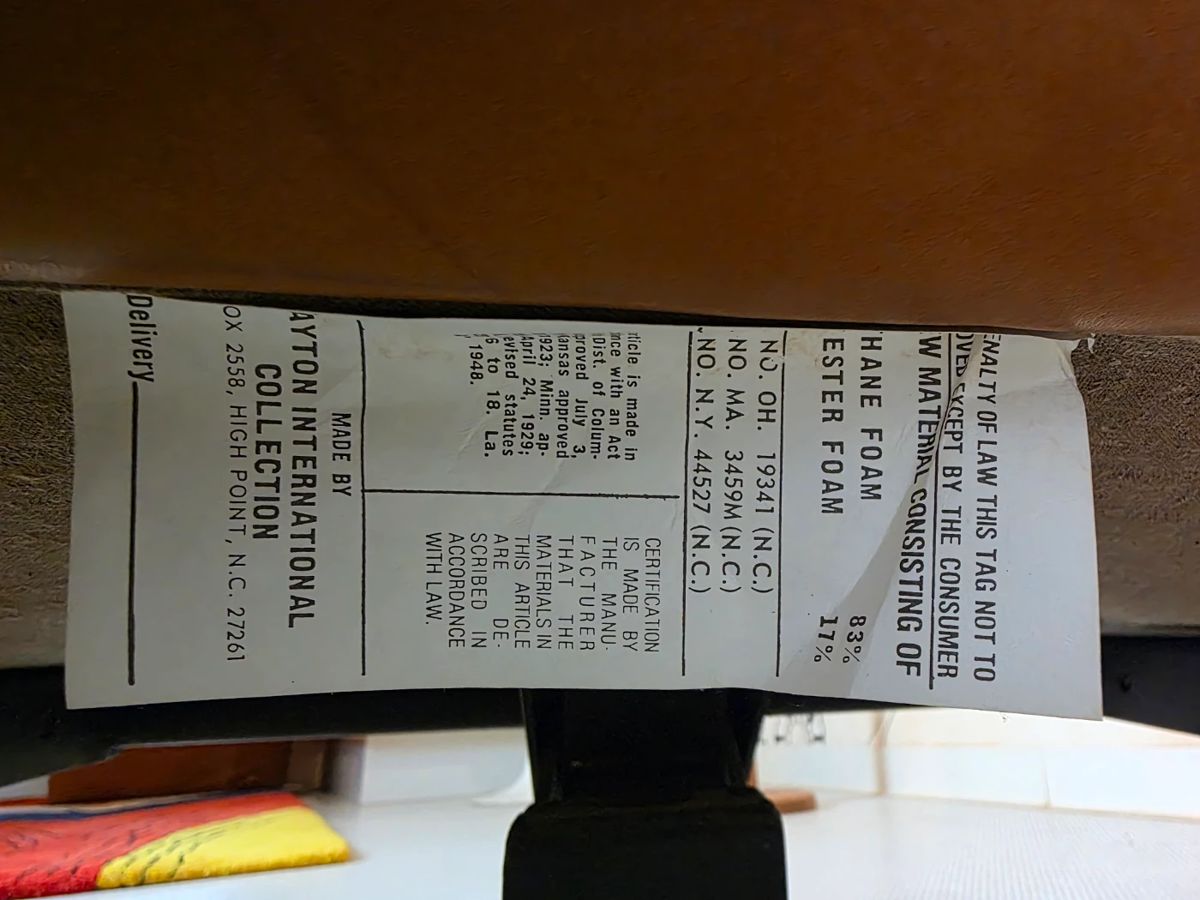 ENALTY OF LAW THIS TAG NOT TO
OVED EXCEPT BY THE CONSUMER
W MATERIAL CONSISTING OF
HANE FOAM 83%
ESTER FOAM 17%
NO. OH. 19341 (N.C.)
NO. MA. 3459M (N.C.)
NO. N.Y. 44527 (N.C.)
rticle is made in
nce with an Act
Dist. of Colum-
proved July 3,
ansas approved
923; Minn. ap-
April 24, 1929;
evised statutes
6 to 18. La.
1948.
CERTIFICATION
IS MADE BY
THE MANU-
FACTURER
THAT THE
MATERIALS IN
THIS ARTICLE
ARE DE-
SCRIBED IN
ACCORDANCE
WITH LAW.
MADE BY
AYTON INTERNATIONAL
COLLECTION
OX 2558, HIGH POINT, N.C. 27261
Delivery